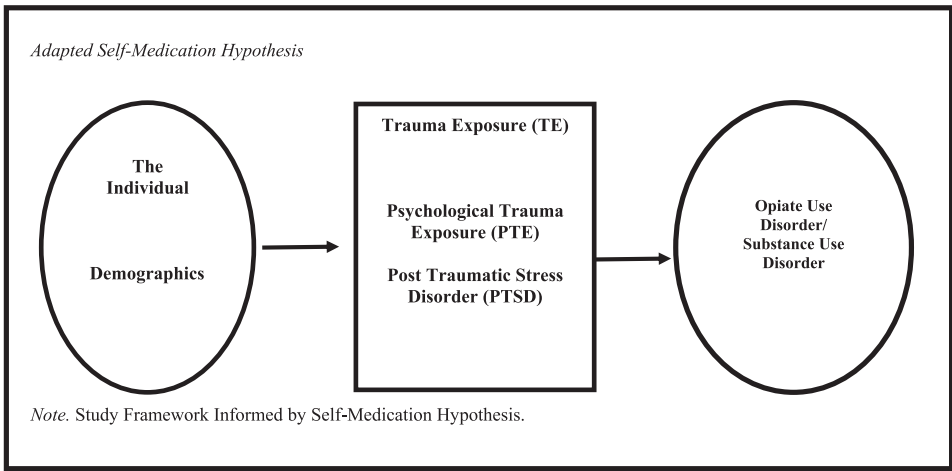 Adapted Self-Medication Hypothesis
The
Individual
Demographics
Trauma Exposure (TE)
Psychological Trauma
Exposure (PTE)
Post Traumatic Stress
Disorder (PTSD)
Opiate Use
Disorder/
Substance Use
Disorder
Note. Study Framework Informed by Self-Medication Hypothesis.